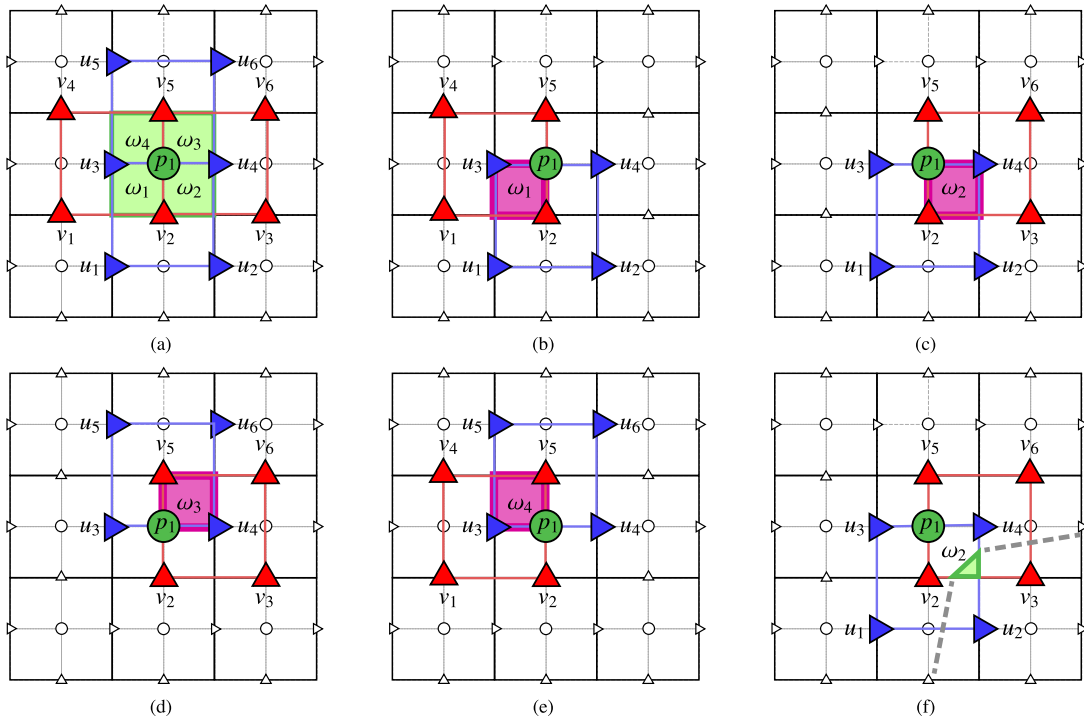 u₅ u₆
v₄ v₅ v₆
ω₄ ω₃
u₃ p₁ u₄
ω₁ ω₂
v₁ v₂ v₃
u₁ u₂
(a)
v₄ v₅
u₃ p₁ u₄
ω₁
v₁ v₂
u₁ u₂
(b)
v₅ v₆
u₃ p₁ u₄
ω₂
v₂ v₃
u₁ u₂
(c)
u₅ u₆
v₅ v₆
ω₃
u₃ p₁ u₄
v₂ v₃
(d)
u₅ u₆
v₄ v₅
ω₄
u₃ p₁ u₄
v₁ v₂
(e)
v₅ v₆
u₃ p₁ u₄
ω₂
v₂ v₃
u₁ u₂
(f)